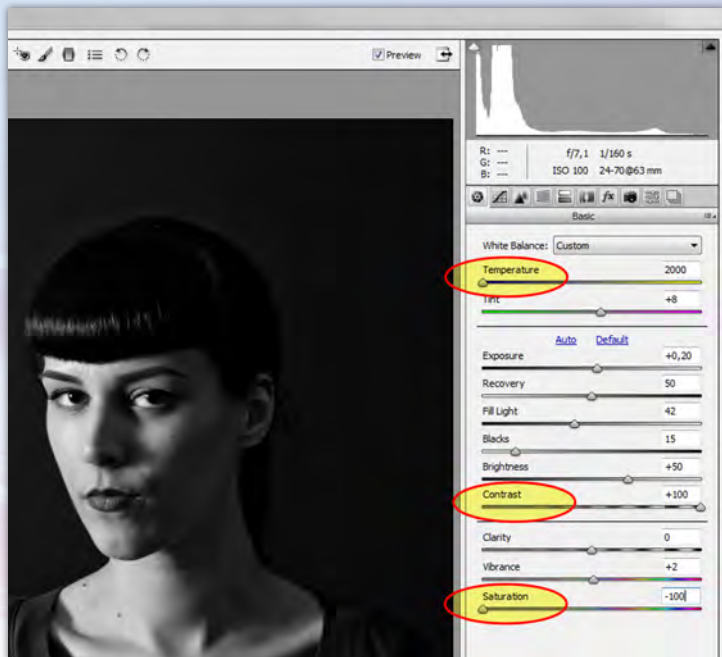 Preview
R: ---
G: ---
B: ---
f/7,1 1/160 s
ISO 100 24-70@63 mm
fx
Basic
White Balance: Custom
Temperature 2000
Tint +8
Auto Default
Exposure +0,20
Recovery 50
Fill Light 42
Blacks 15
Brightness +50
Contrast +100
Clarity 0
Vibrance +2
Saturation -100